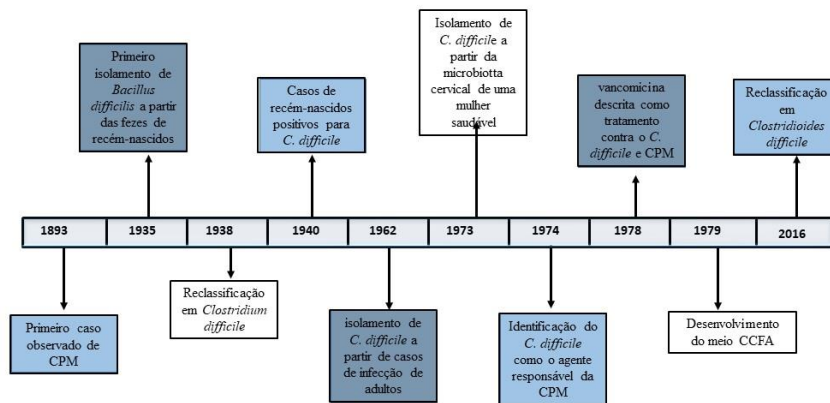 Primeiro
isolamento de
Bacillus
difficilis a partir
das fezes de
recém-nascidos
Casos de
recém-nascidos
positivos para
C. difficile
Isolamento de
C. difficile a
partir da
microbiotta
cervical de uma
mulher
saudável
vancomicina
descrita como
tratamento
contra o C.
difficile e CPM
Reclassificação
em
Clostridioides
difficile
1893 1935 1938 1940 1962 1973 1974 1978 1979 2016
Primeiro caso
observado de
CPM
Reclassificação
em Clostridium
difficile
isolamento de
C. difficile a
partir de casos
de infecção de
adultos
Identificação do
C. difficile
como o agente
responsável da
CPM
Desenvolvimento
do meio CCFA